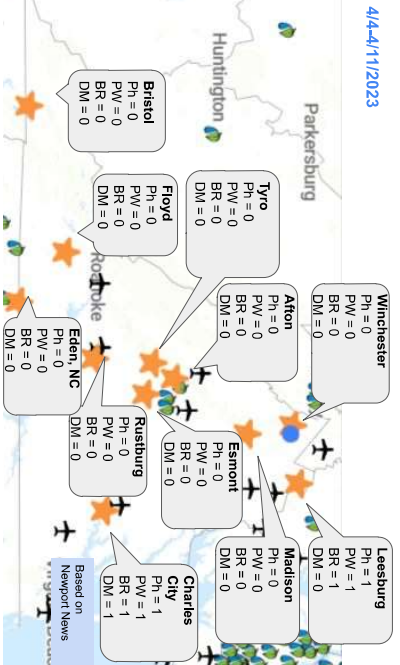 4/4-4/11/2023
Parkersburg
Huntington
Roanoke
Winchester
Ph = 0
PW = 0
BR = 0
DM = 0
Leesburg
Ph = 1
PW = 1
BR = 1
DM = 0
Tyro
Ph = 0
PW = 0
BR = 0
DM = 0
Afton
Ph = 0
PW = 0
BR = 0
DM = 0
Madison
Ph = 0
PW = 0
BR = 0
DM = 0
Bristol
Ph = 0
PW = 0
BR = 0
DM = 0
Floyd
Ph = 0
PW = 0
BR = 0
DM = 0
Esmont
Ph = 0
PW = 0
BR = 0
DM = 0
Rustburg
Ph = 0
PW = 0
BR = 0
DM = 0
Charles
City
Ph = 1
PW = 1
BR = 1
DM = 1
Eden, NC
Ph = 0
PW = 0
BR = 0
DM = 0
Based on
Newport News